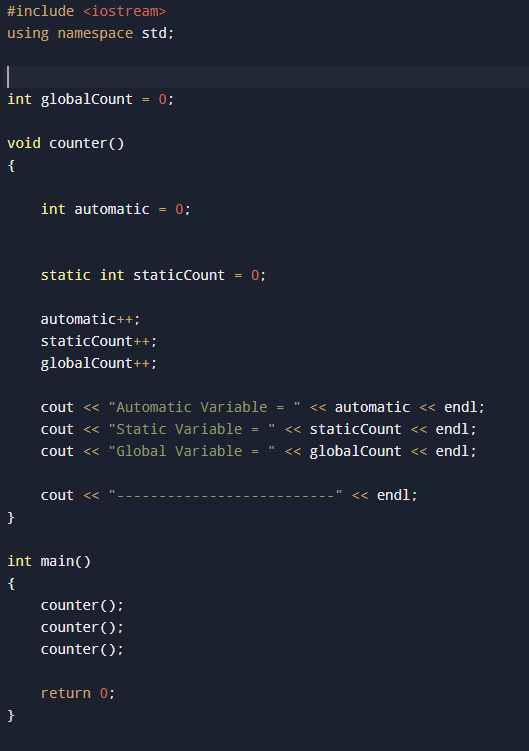 #include <iostream>
using namespace std;
int globalCount = 0;
void counter()
{
int automatic = 0;
static int staticCount = 0;
automatic++;
staticCount++;
globalCount++;
cout << "Automatic Variable = " << automatic << endl;
cout << "Static Variable = " << staticCount << endl;
cout << "Global Variable = " << globalCount << endl;
cout << "--------------------------" << endl;
}
int main()
{
counter();
counter();
counter();
return 0;
}